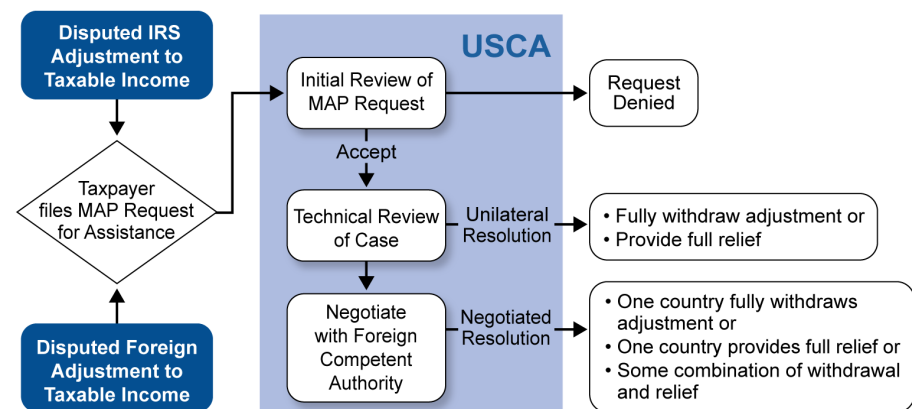 Disputed IRS
Adjustment to
Taxable Income
USCA
Initial Review of
MAP Request
Request
Denied
Accept
Taxpayer
files MAP Request
for Assistance
Technical Review
of Case
Unilateral
Resolution
• Fully withdraw adjustment or
• Provide full relief
Negotiate
with Foreign
Competent
Authority
Negotiated
Resolution
• One country fully withdraws
adjustment or
• One country provides full relief or
• Some combination of withdrawal
and relief
Disputed Foreign
Adjustment to
Taxable Income